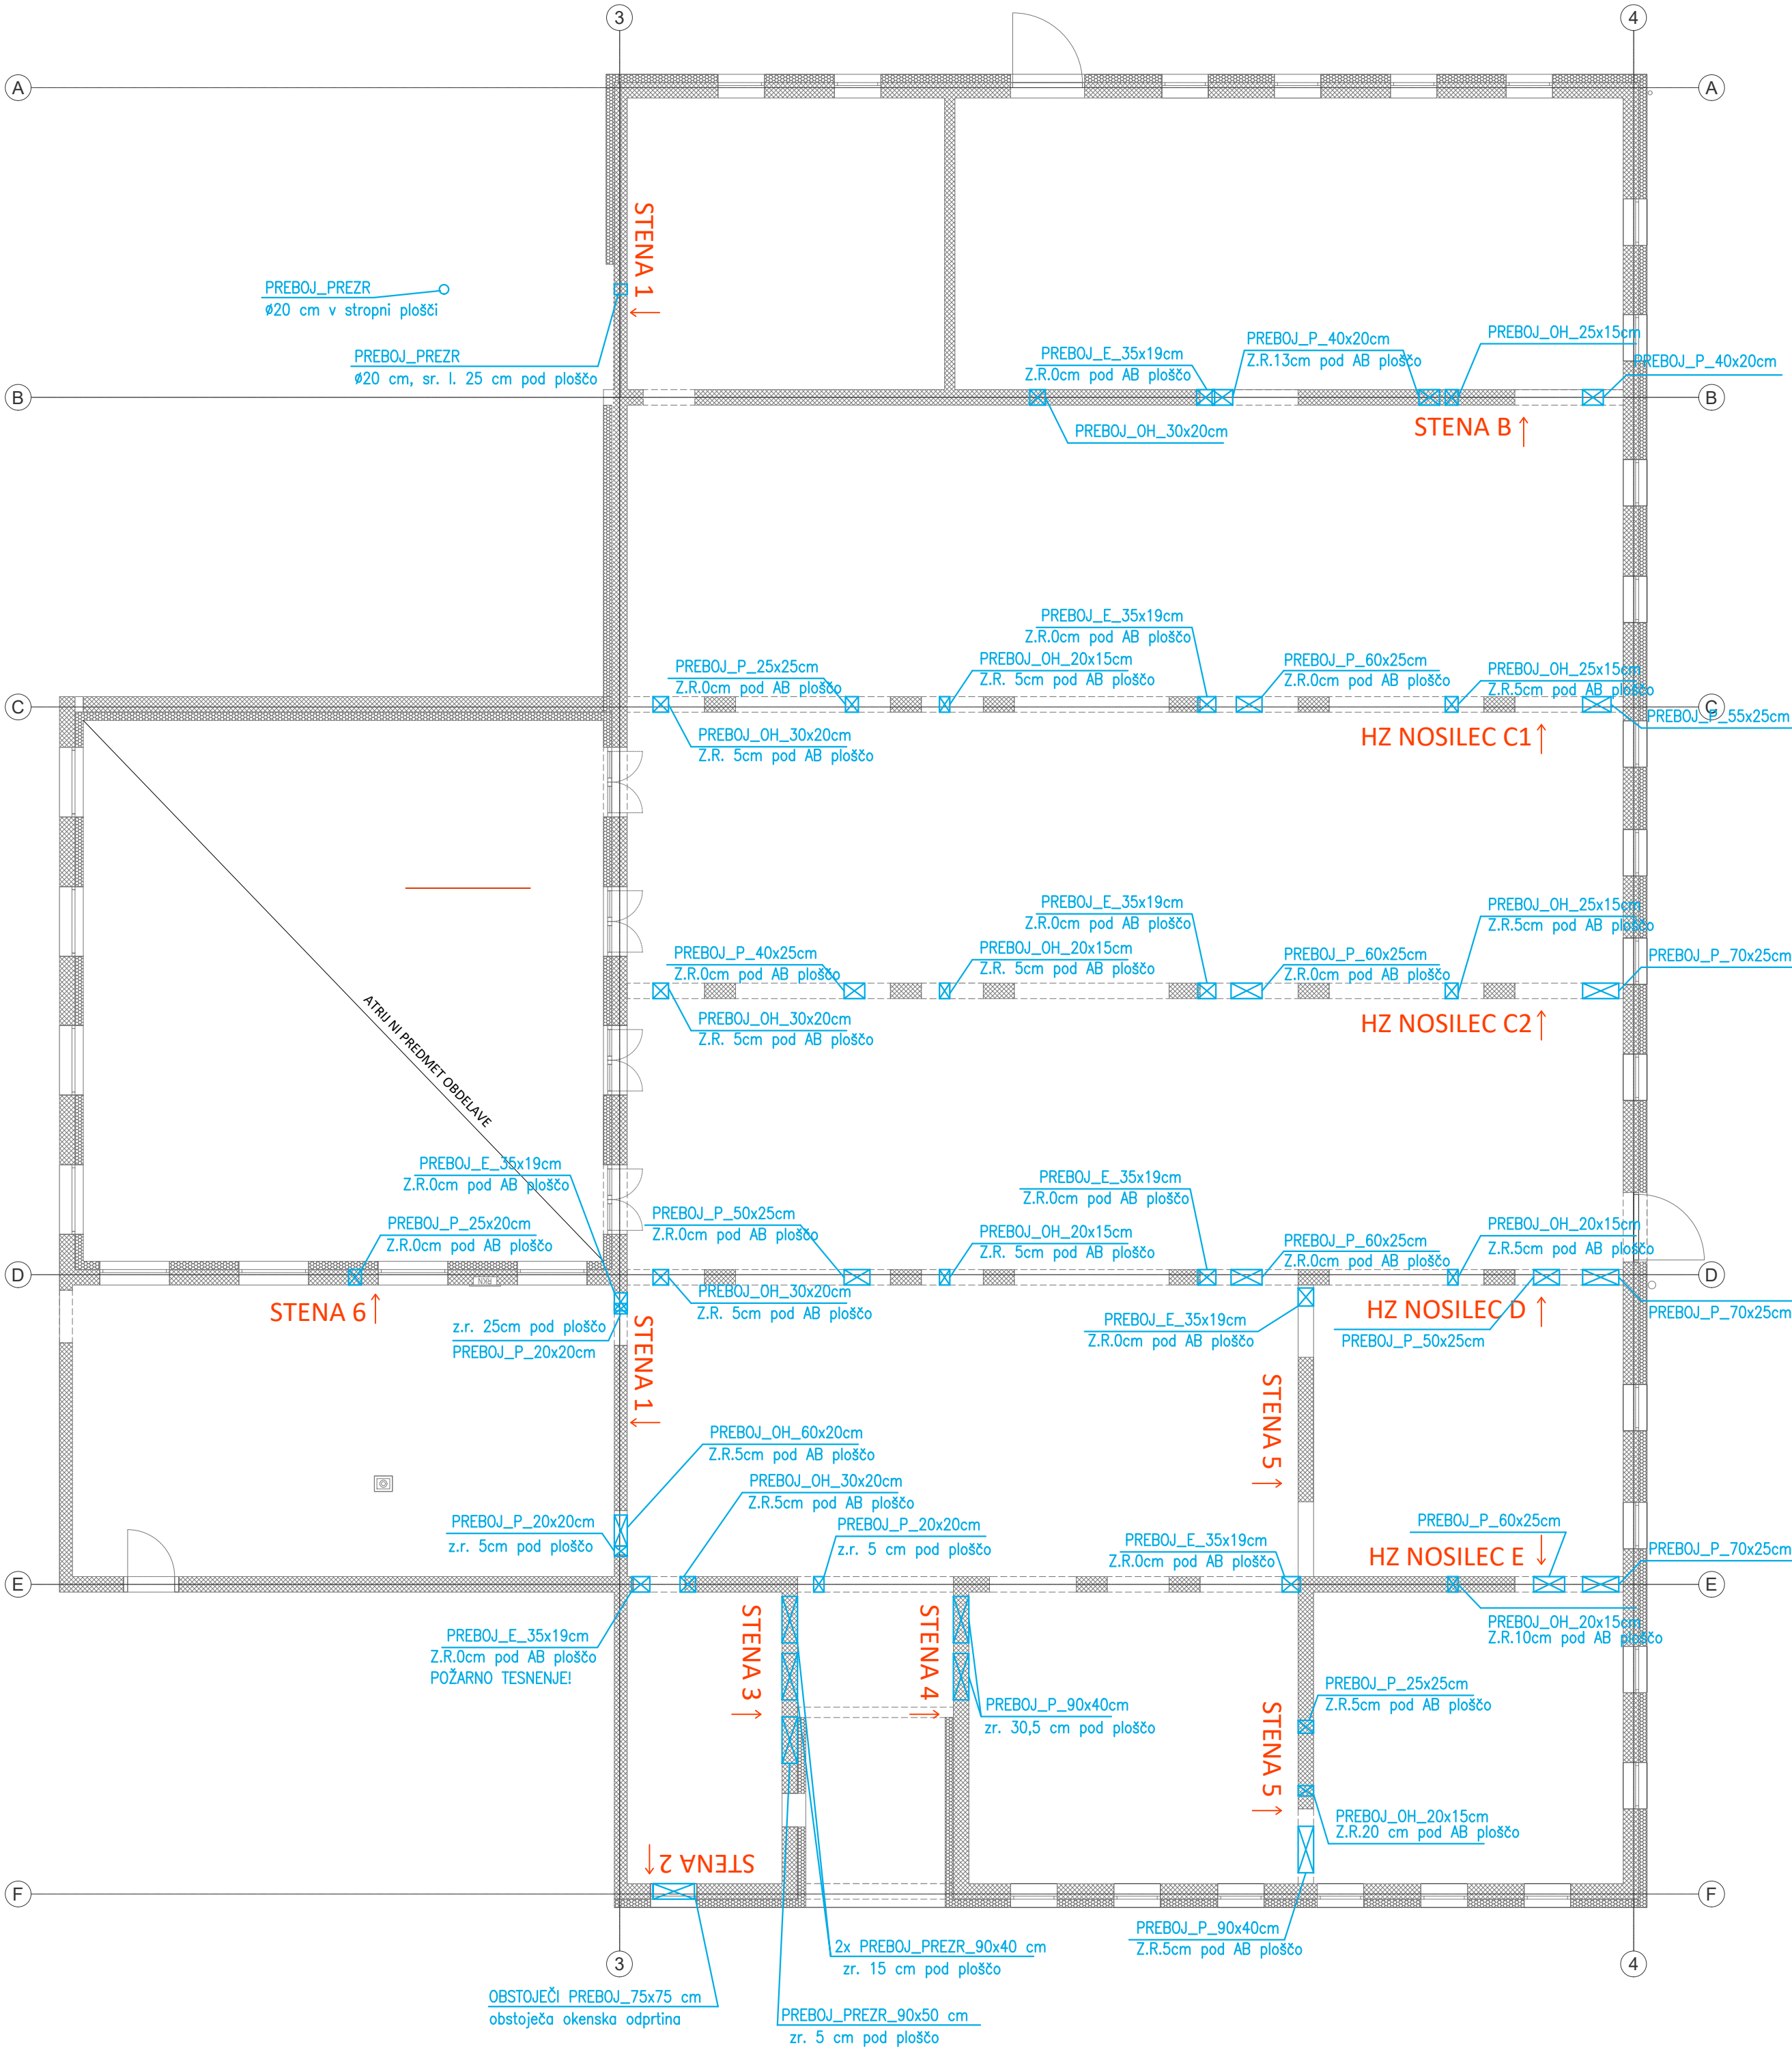 3
4
A
A
STENA 1
PREBOJ_PREZR
Ø20 cm v stropni plošči
PREBOJ_PREZR
Ø20 cm, sr. l. 25 cm pod ploščo
PREBOJ_E_35x19cm
Z.R.0cm pod AB ploščo
PREBOJ_P_40x20cm
Z.R.13cm pod AB ploščo
PREBOJ_OH_25x15cm
PREBOJ_P_40x20cm
B
B
PREBOJ_OH_30x20cm
STENA B
PREBOJ_P_25x25cm
Z.R.0cm pod AB ploščo
PREBOJ_E_35x19cm
Z.R.0cm pod AB ploščo
PREBOJ_OH_20x15cm
Z.R. 5cm pod AB ploščo
PREBOJ_P_60x25cm
Z.R.0cm pod AB ploščo
PREBOJ_OH_25x15cm
Z.R.5cm pod AB ploščo
C
C
PREBOJ_P_55x25cm
PREBOJ_OH_30x20cm
Z.R. 5cm pod AB ploščo
HZ NOSILEC C1
PREBOJ_P_40x25cm
Z.R.0cm pod AB ploščo
PREBOJ_E_35x19cm
Z.R.0cm pod AB ploščo
PREBOJ_OH_20x15cm
Z.R. 5cm pod AB ploščo
PREBOJ_P_60x25cm
Z.R.0cm pod AB ploščo
PREBOJ_OH_25x15cm
Z.R.5cm pod AB ploščo
PREBOJ_P_70x25cm
PREBOJ_OH_30x20cm
Z.R. 5cm pod AB ploščo
HZ NOSILEC C2
ATRIJ NI PREDMET OBDELAVE
PREBOJ_E_35x19cm
Z.R.0cm pod AB ploščo
PREBOJ_P_25x20cm
Z.R.0cm pod AB ploščo
PREBOJ_P_50x25cm
Z.R.0cm pod AB ploščo
PREBOJ_E_35x19cm
Z.R.0cm pod AB ploščo
PREBOJ_OH_20x15cm
Z.R. 5cm pod AB ploščo
PREBOJ_P_60x25cm
Z.R.0cm pod AB ploščo
PREBOJ_OH_20x15cm
Z.R.5cm pod AB ploščo
D
D
STENA 6
z.r. 25cm pod ploščo
PREBOJ_P_20x20cm
STENA 1
PREBOJ_OH_30x20cm
Z.R. 5cm pod AB ploščo
PREBOJ_E_35x19cm
Z.R.0cm pod AB ploščo
HZ NOSILEC D
PREBOJ_P_50x25cm
PREBOJ_P_70x25cm
STENA 5
PREBOJ_OH_60x20cm
Z.R.5cm pod AB ploščo
PREBOJ_OH_30x20cm
Z.R.5cm pod AB ploščo
PREBOJ_P_20x20cm
z.r. 5cm pod ploščo
PREBOJ_P_20x20cm
z.r. 5 cm pod ploščo
PREBOJ_E_35x19cm
Z.R.0cm pod AB ploščo
PREBOJ_P_60x25cm
HZ NOSILEC E
PREBOJ_P_70x25cm
E
E
PREBOJ_E_35x19cm
Z.R.0cm pod AB ploščo
POŽARNO TESNENJE!
STENA 3
STENA 4
PREBOJ_OH_20x15cm
Z.R.10cm pod AB ploščo
PREBOJ_P_90x40cm
zr. 30,5 cm pod ploščo
STENA 5
PREBOJ_P_25x25cm
Z.R.5cm pod AB ploščo
PREBOJ_OH_20x15cm
Z.R.20 cm pod AB ploščo
STENA 2
F
F
PREBOJ_P_90x40cm
Z.R.5cm pod AB ploščo
2x PREBOJ_PREZR_90x40 cm
zr. 15 cm pod ploščo
3
4
OBSTOJEČI PREBOJ_75x75 cm
obstoječa okenska odprtina
PREBOJ_PREZR_90x50 cm
zr. 5 cm pod ploščo